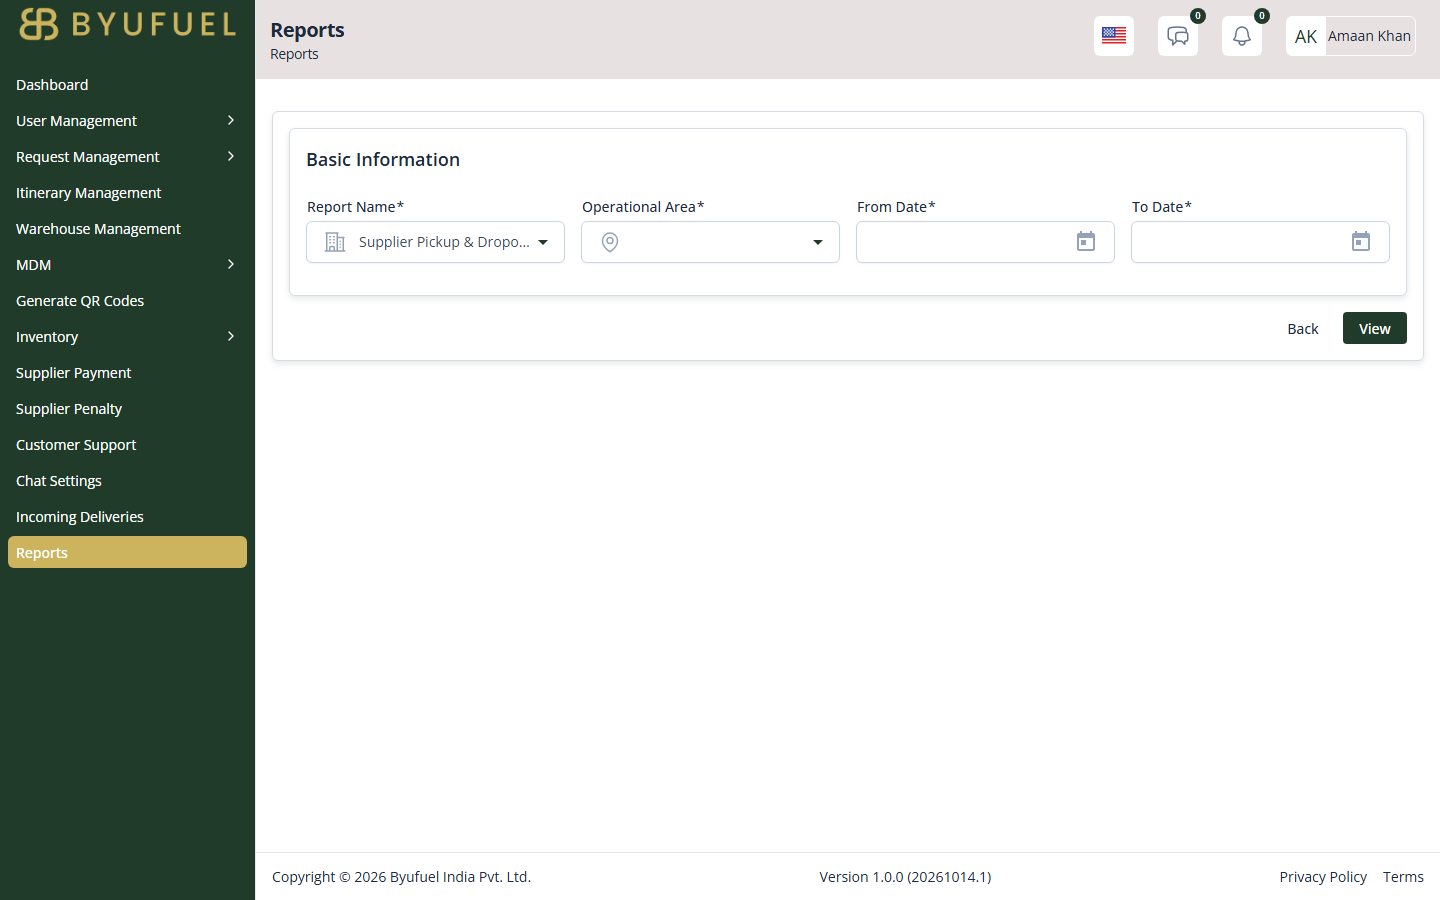 BYUFUEL
Dashboard
User Management
Request Management
Itinerary Management
Warehouse Management
MDM
Generate QR Codes
Inventory
Supplier Payment
Supplier Penalty
Customer Support
Chat Settings
Incoming Deliveries
Reports
Reports
Reports
0
0
AK Amaan Khan
Basic Information
Report Name* Operational Area* From Date* To Date*
Supplier Pickup & Dropo...
Back View
Copyright © 2026 Byufuel India Pvt. Ltd. Version 1.0.0 (20261014.1) Privacy Policy Terms